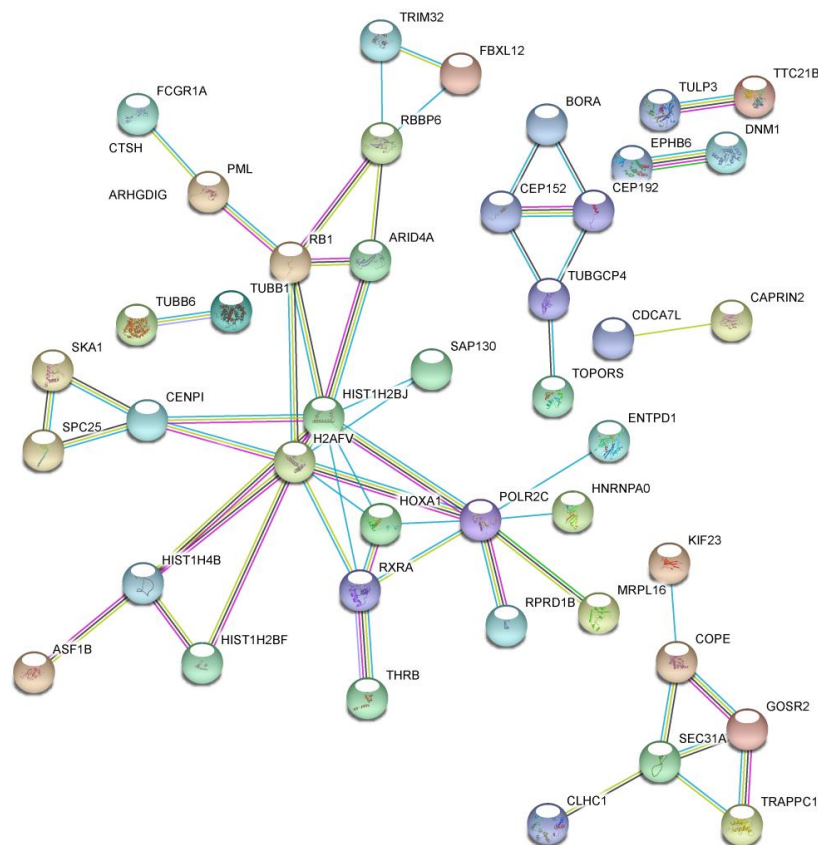 TRIM32
FBXL12
FCGR1A
RBBP6
CTSH
PML
ARHGDIG
RB1
ARID4A
TUBB1
TUBB6
BORA
TULP3
TTC21B
EPHB6
DNM1
CEP152
CEP192
TUBGCP4
CDCA7L
CAPRIN2
TOPORS
SKA1
CENPI
SPC25
SAP130
HIST1H2BJ
H2AFV
ENTPD1
HOXA1
POLR2C
HNRNPA0
HIST1H4B
RXRA
KIF23
RPRD1B
MRPL16
ASF1B
HIST1H2BF
COPE
THRB
GOSR2
SEC31A
CLHC1
TRAPPC1